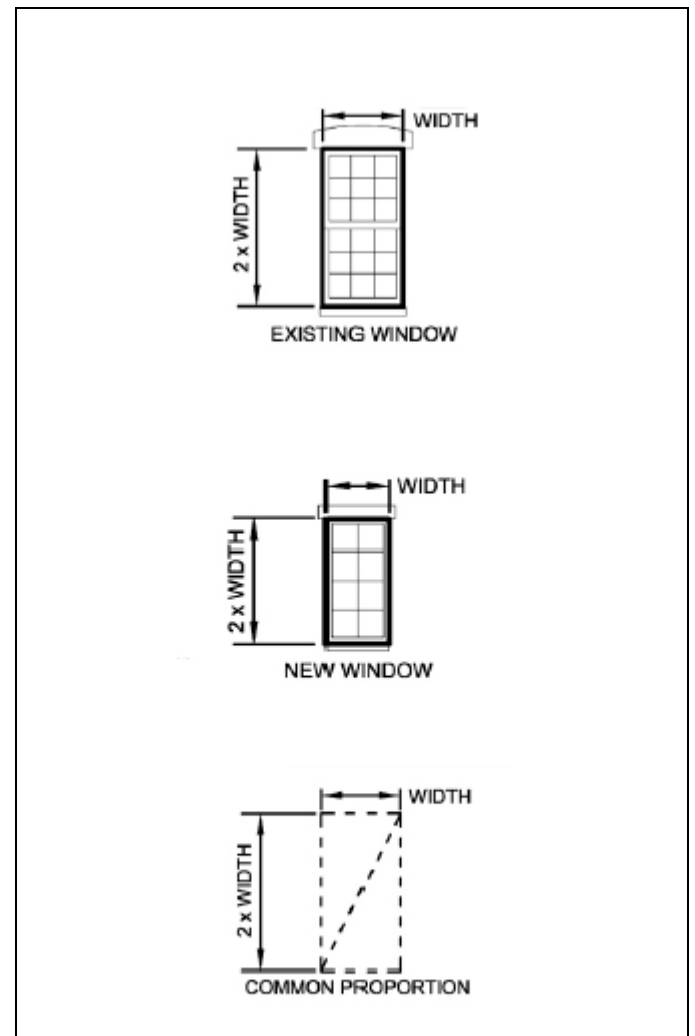 WIDTH
2 x WIDTH
EXISTING WINDOW
WIDTH
2 x WIDTH
NEW WINDOW
WIDTH
2 x WIDTH
COMMON PROPORTION